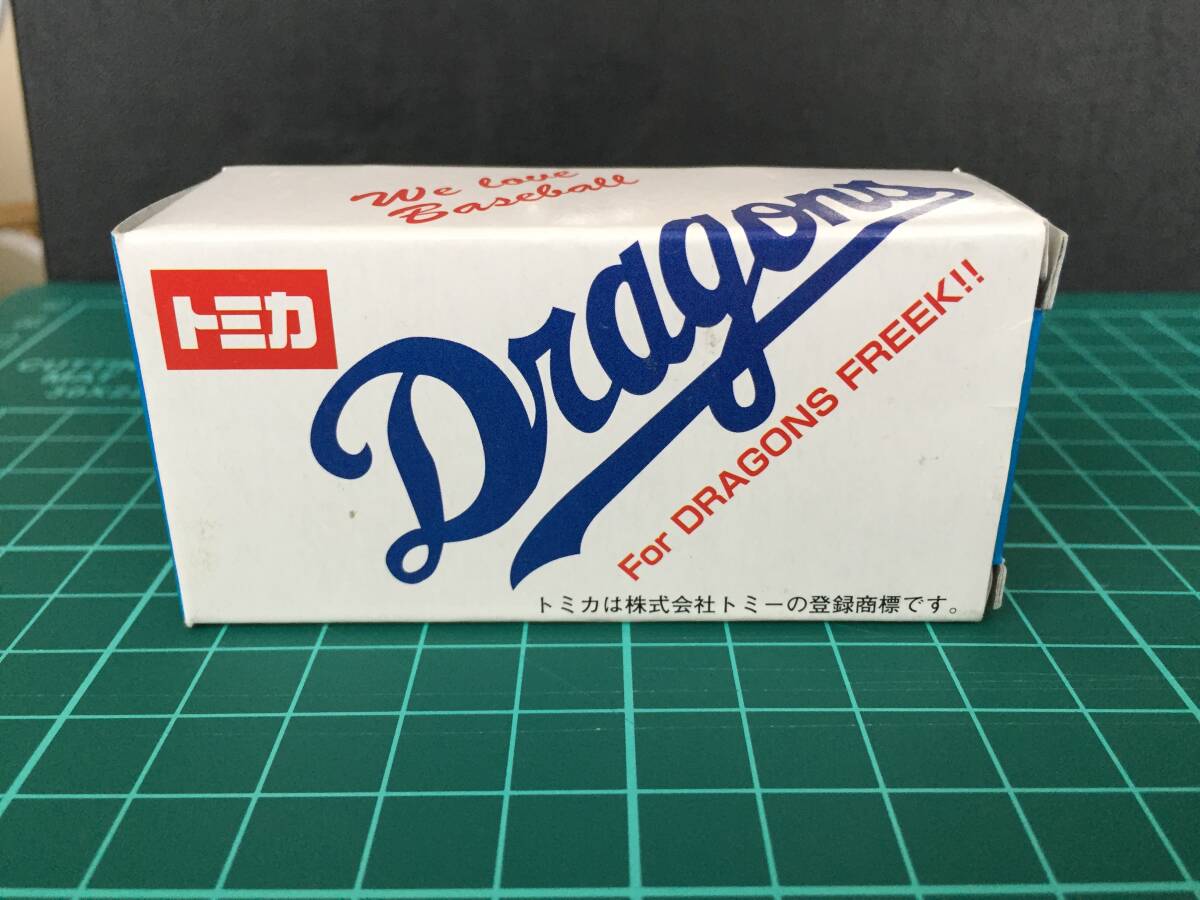 We love
Baseball
トミカ
Dragons
For DRAGONS FREEK!!
トミカは株式会社トミーの登録商標です。